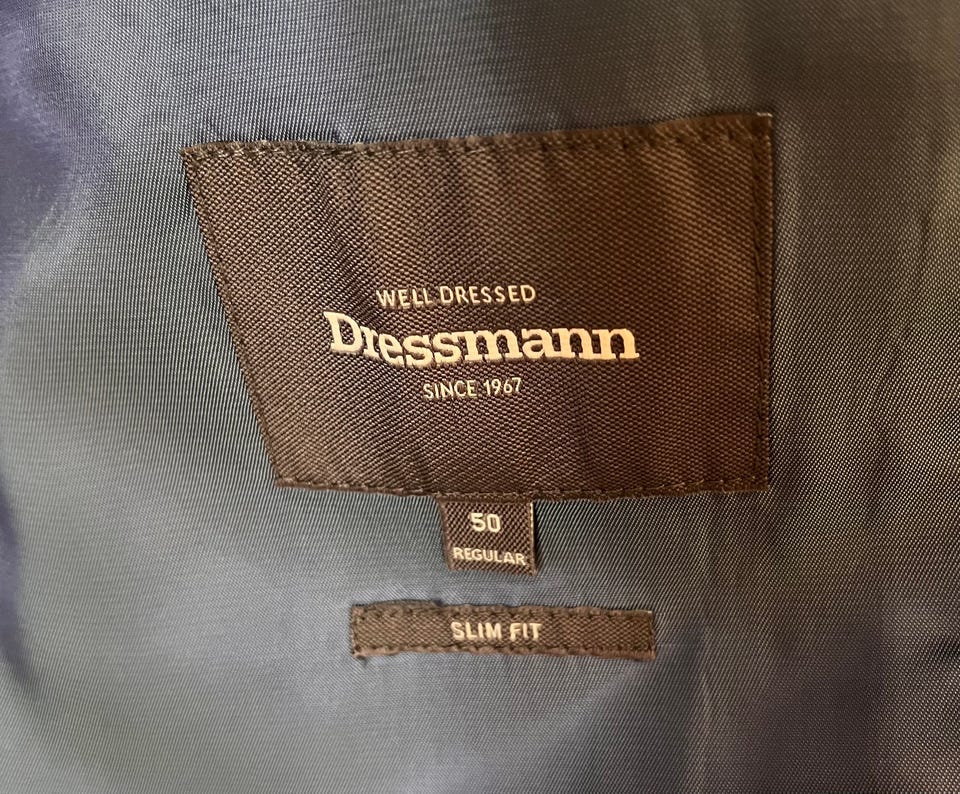 WELL DRESSED
Dressmann
SINCE 1967
50
REGULAR
SLIM FIT